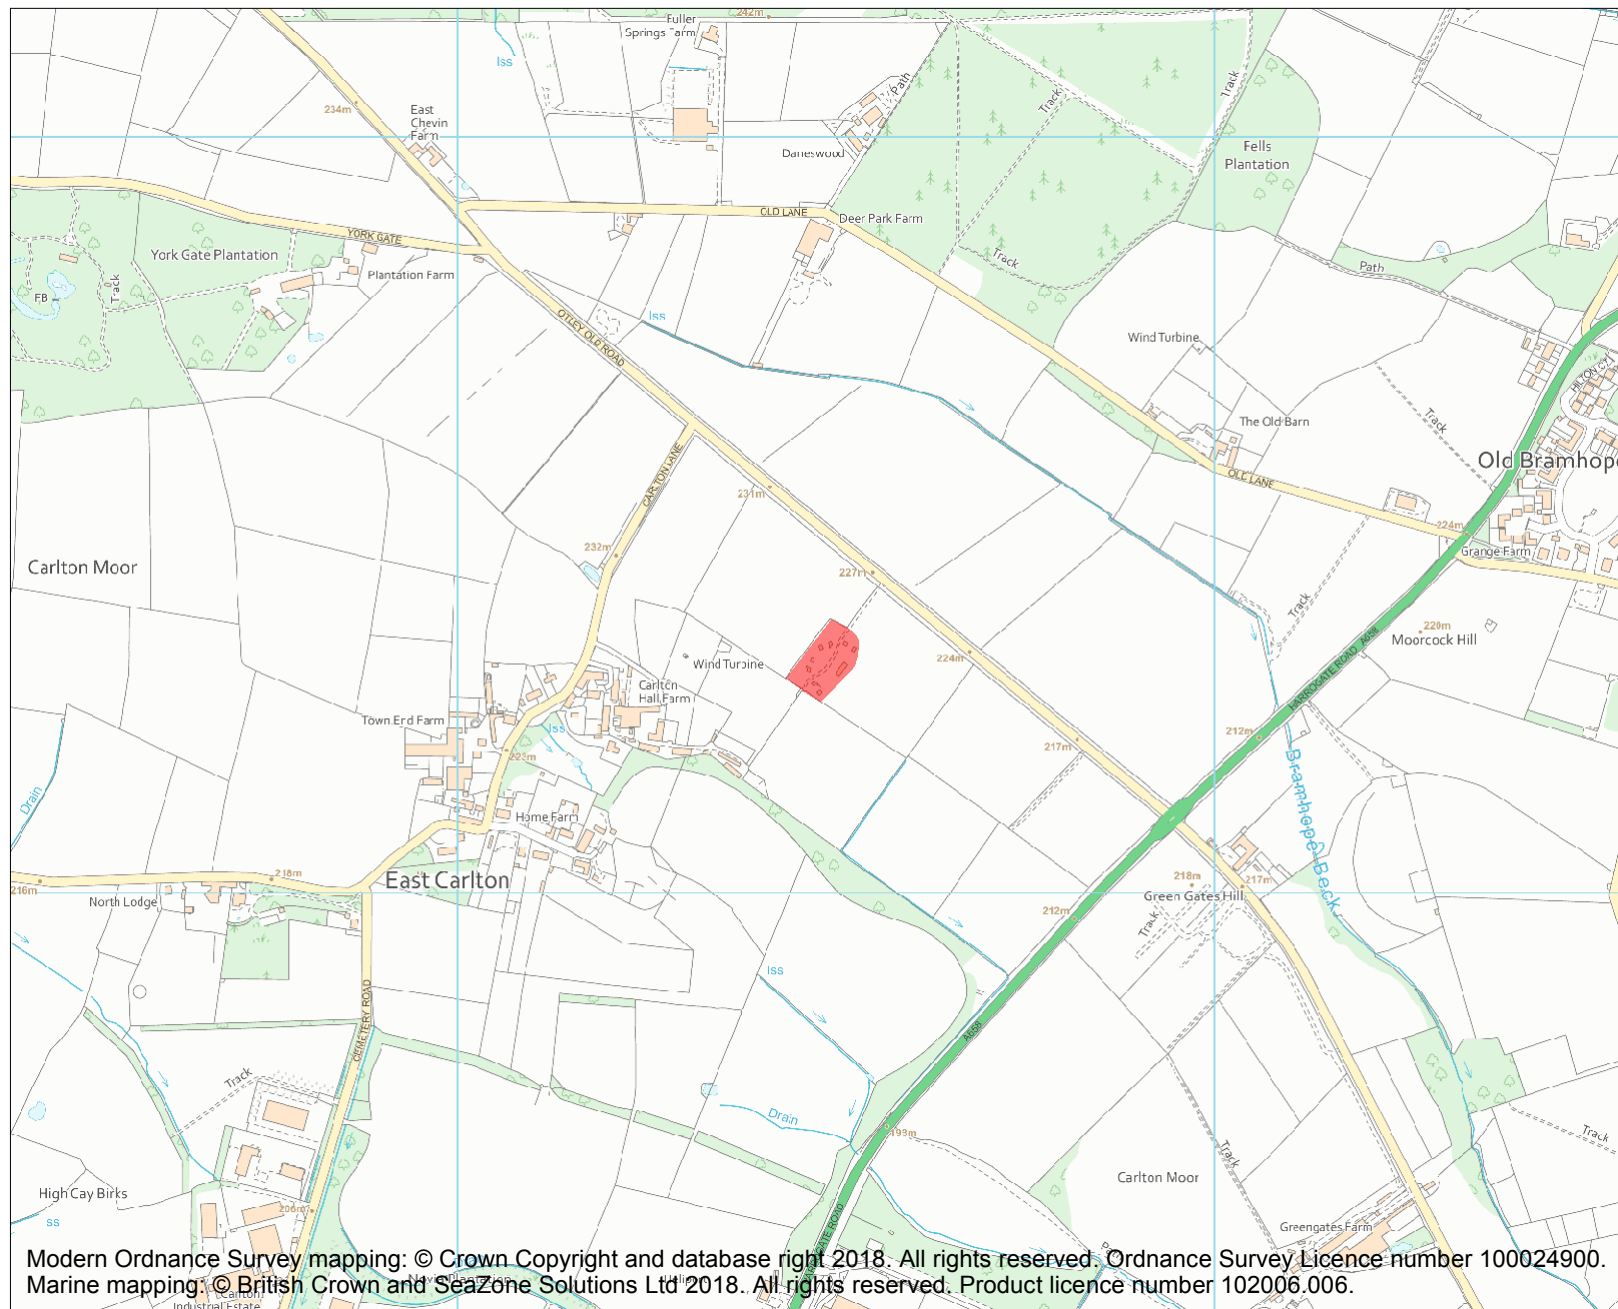 242m
Fuller
Springs Farm
Iss
Path
Track
Track
234m
East
Chevin
Farm
Daneswood
Fells
Plantation
OLD LANE
Deer Park Farm
YORK GATE
York Gate Plantation
Plantation Farm
Track
FB
Track
Path
Iss
OTLEY OLD ROAD
Wind Turbine
HILTON
Track
The Old Barn
Old Bramhope
CARLTON LANE
OLD LANE
231m
224m
232m
Grange Farm
Carlton Moor
227m
Track
220m
Moorcock Hill
HARROGATE ROAD A658
Wind Turbine
224m
Carlton
Hall Farm
Town End Farm
Iss
223m
217m
212m
Bramhope Beck
Drain
Home Farm
East Carlton
218m
216m
North Lodge
218m
217m
Green Gates Hill
212m
Track
Iss
CEMETERY ROAD
A658
Track
Drain
193m
Track
Track
Carlton Moor
High Cay Birks
206m
ROAD
Greengates Farm
Modern Ordnance Survey mapping: © Crown Copyright and database right 2018. All rights reserved. Ordnance Survey Licence number 100024900.
Marine mapping: © British Crown and SeaZone Solutions Ltd 2018. All rights reserved. Product licence number 102006.006.
Carlton
Industrial Estate